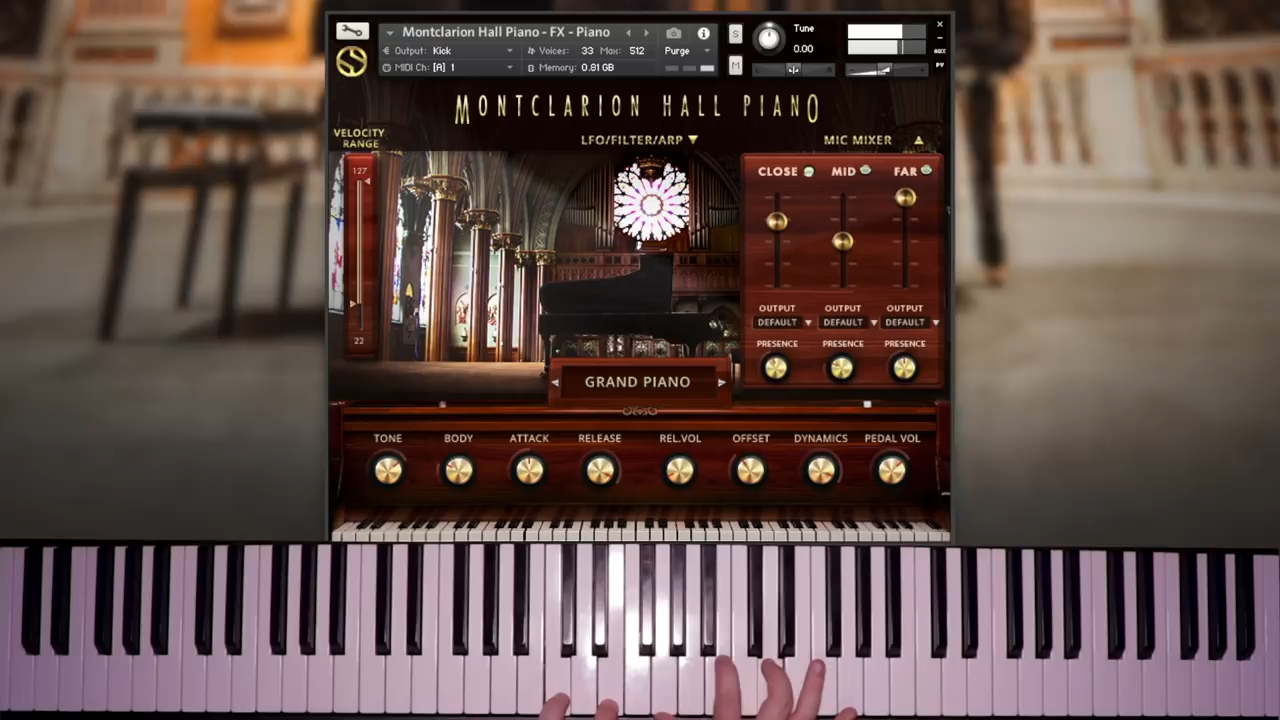 Montclarion Hall Piano - FX - Piano
Output: Kick
Voices: 33 Max: 512
Purge
MIDI Ch: [A] 1
Memory: 0.81 GB
S
M
Tune
0.00
×
AUX
PV
MONTCLARION HALL PIANO
VELOCITY
RANGE
LFO/FILTER/ARP
MIC MIXER
127
22
CLOSE
MID
FAR
OUTPUT
OUTPUT
OUTPUT
DEFAULT
DEFAULT
DEFAULT
PRESENCE
PRESENCE
PRESENCE
GRAND PIANO
TONE
BODY
ATTACK
RELEASE
REL.VOL
OFFSET
DYNAMICS
PEDAL VOL